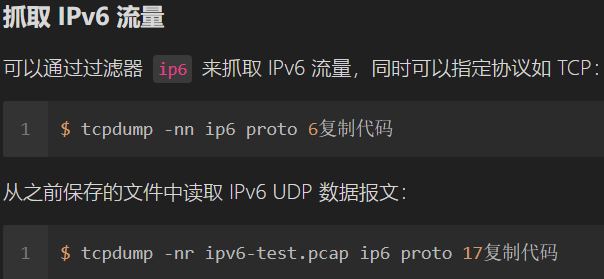 抓取 IPv6 流量
可以通过过滤器 ip6 来抓取 IPv6 流量，同时可以指定协议如 TCP：
1 $ tcpdump -nn ip6 proto 6复制代码
从之前保存的文件中读取 IPv6 UDP 数据报文：
1 $ tcpdump -nr ipv6-test.pcap ip6 proto 17复制代码